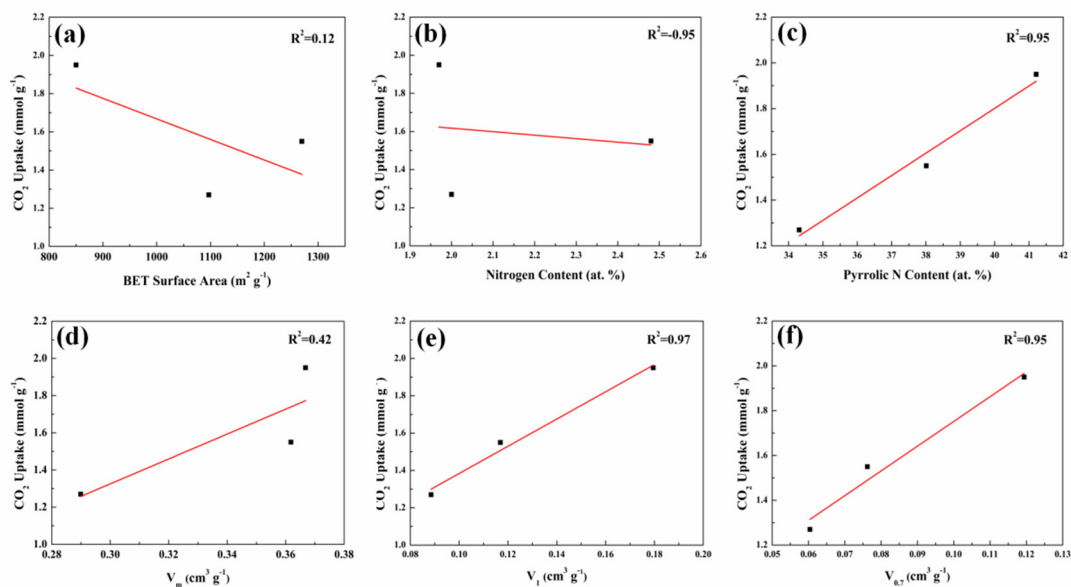 (a)
R²=0.12
CO₂ Uptake (mmol g⁻¹)
2.2
2.0
1.8
1.6
1.4
1.2
1.0
800 900 1000 1100 1200 1300
BET Surface Area (m² g⁻¹)
(b)
R²=-0.95
CO₂ Uptake (mmol g⁻¹)
2.2
2.0
1.8
1.6
1.4
1.2
1.0
1.9 2.0 2.1 2.2 2.3 2.4 2.5 2.6
Nitrogen Content (at. %)
(c)
R²=0.95
CO₂ Uptake (mmol g⁻¹)
2.2
2.0
1.8
1.6
1.4
1.2
34 35 36 37 38 39 40 41 42
Pyrrolic N Content (at. %)
(d)
R²=0.42
CO₂ Uptake (mmol g⁻¹)
2.2
2.0
1.8
1.6
1.4
1.2
1.0
0.28 0.30 0.32 0.34 0.36 0.38
Vₘ (cm³ g⁻¹)
(e)
R²=0.97
CO₂ Uptake (mmol g⁻¹)
2.2
2.0
1.8
1.6
1.4
1.2
1.0
0.08 0.10 0.12 0.14 0.16 0.18 0.20
V₁ (cm³ g⁻¹)
(f)
R²=0.95
CO₂ Uptake (mmol g⁻¹)
2.2
2.0
1.8
1.6
1.4
1.2
0.05 0.06 0.07 0.08 0.09 0.10 0.11 0.12 0.13
V₀.₇ (cm³ g⁻¹)